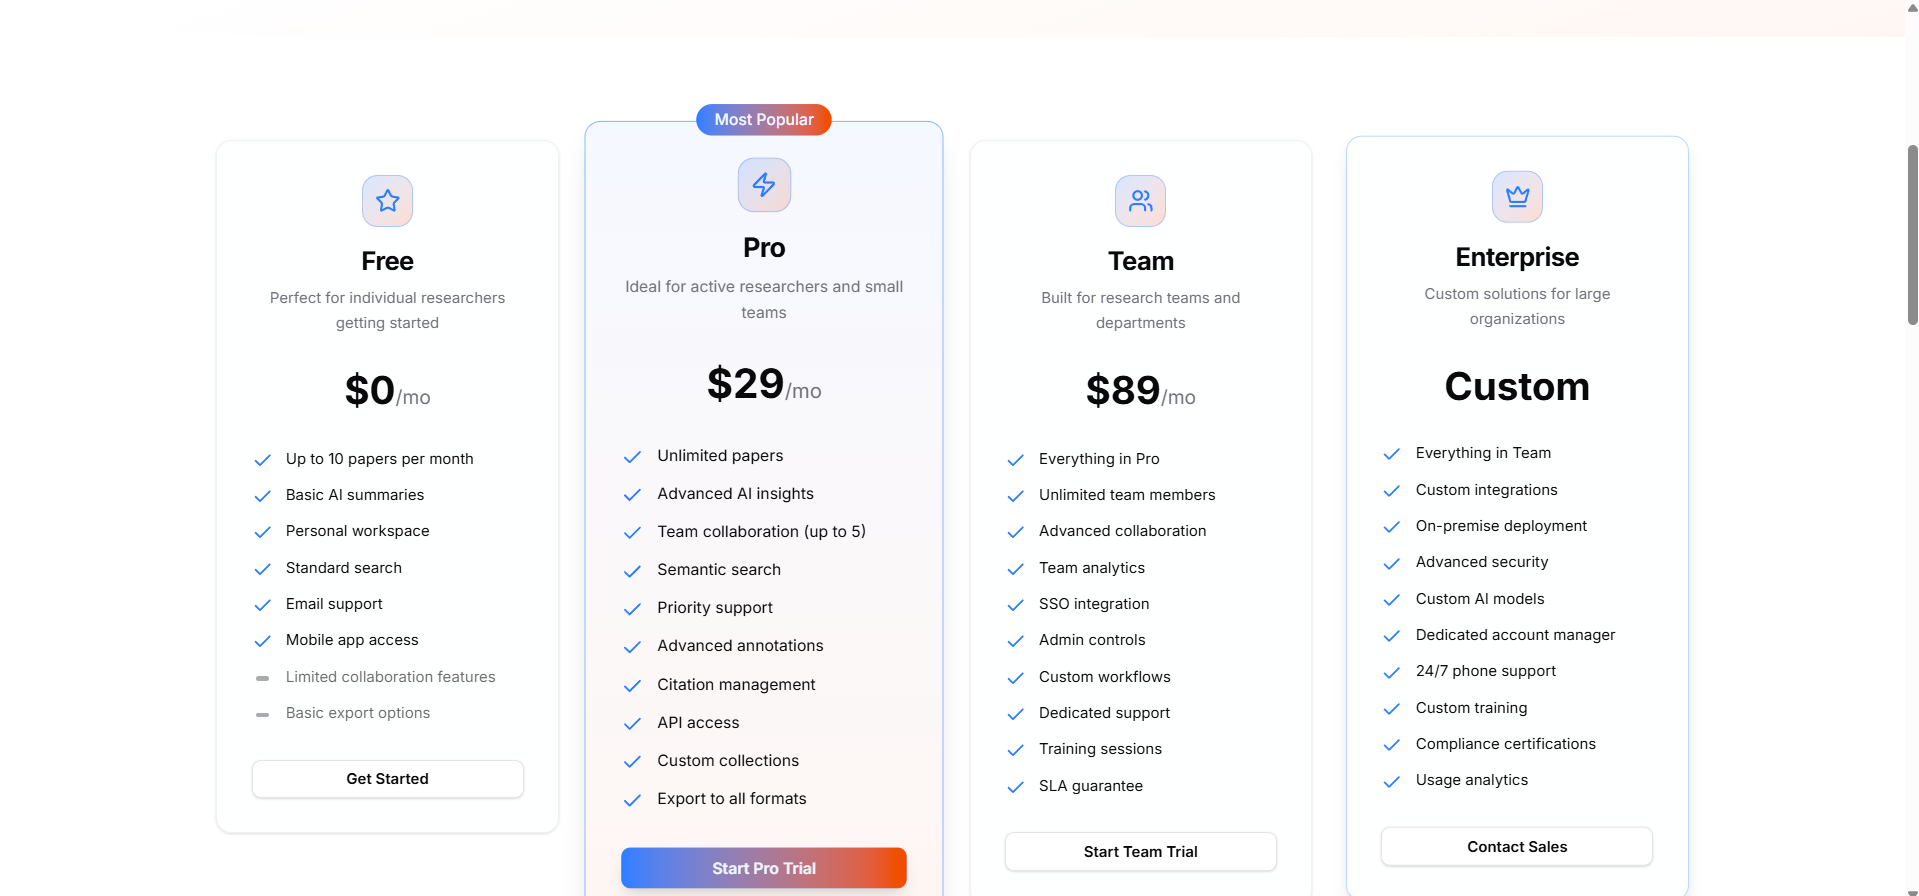 Free
Perfect for individual researchers
getting started
$0/mo
Up to 10 papers per month
Basic AI summaries
Personal workspace
Standard search
Email support
Mobile app access
Limited collaboration features
Basic export options
Get Started
Most Popular
Pro
Ideal for active researchers and small
teams
$29/mo
Unlimited papers
Advanced AI insights
Team collaboration (up to 5)
Semantic search
Priority support
Advanced annotations
Citation management
API access
Custom collections
Export to all formats
Start Pro Trial
Team
Built for research teams and
departments
$89/mo
Everything in Pro
Unlimited team members
Advanced collaboration
Team analytics
SSO integration
Admin controls
Custom workflows
Dedicated support
Training sessions
SLA guarantee
Start Team Trial
Enterprise
Custom solutions for large
organizations
Custom
Everything in Team
Custom integrations
On-premise deployment
Advanced security
Custom AI models
Dedicated account manager
24/7 phone support
Custom training
Compliance certifications
Usage analytics
Contact Sales